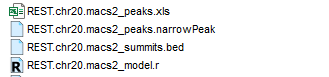 REST.chr20.macs2_peaks.xls
REST.chr20.macs2_peaks.narrowPeak
REST.chr20.macs2_summits.bed
REST.chr20.macs2_model.r